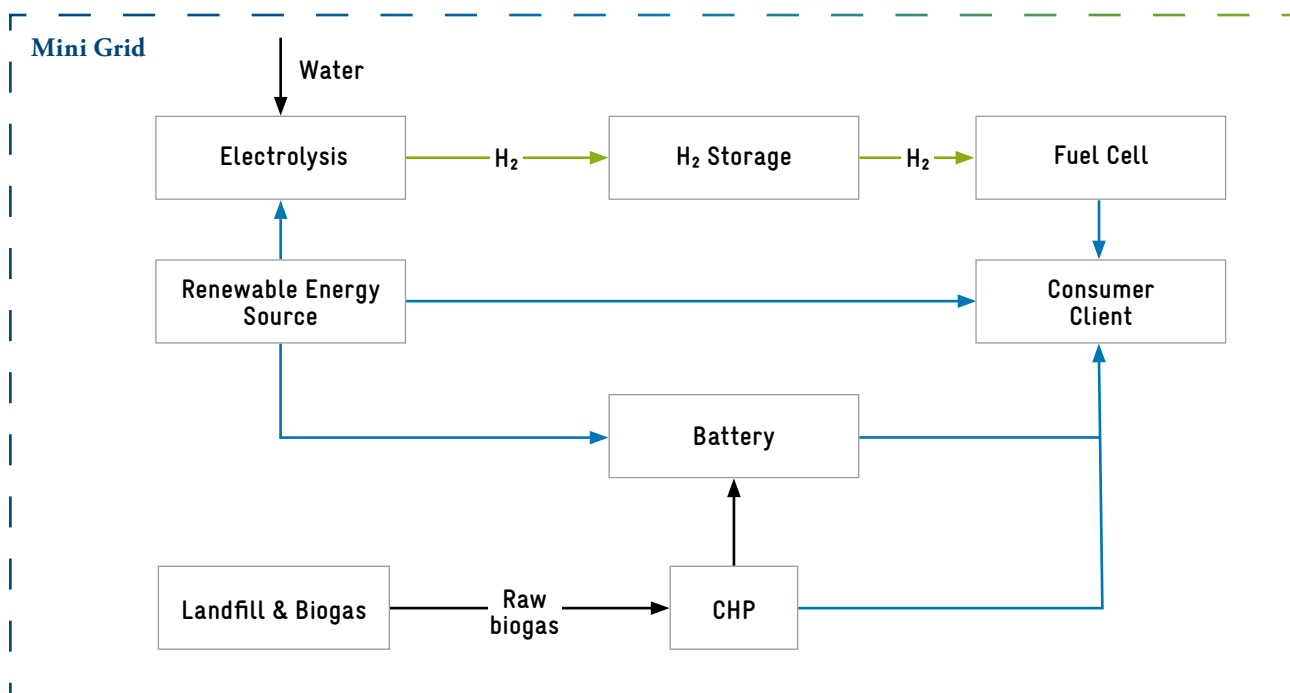 Mini Grid
Water
Electrolysis
H₂
H₂ Storage
H₂
Fuel Cell
Renewable Energy
Source
Consumer
Client
Battery
Landfill & Biogas
Raw
biogas
CHP